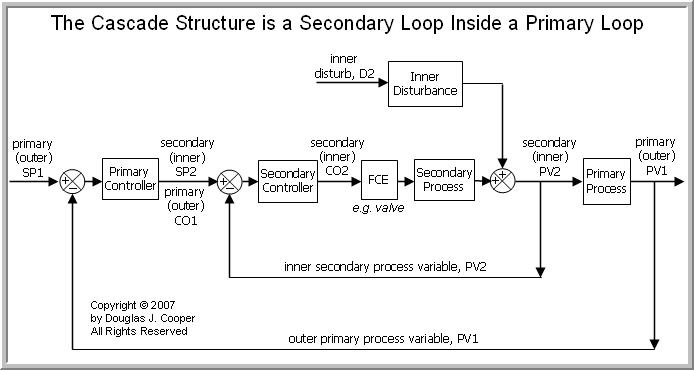 The Cascade Structure is a Secondary Loop Inside a Primary Loop
inner
disturb, D2
Inner
Disturbance
primary
(outer)
SP1
+
−
Primary
Controller
secondary
(inner)
SP2
primary
(outer)
CO1
+
−
Secondary
Controller
secondary
(inner)
CO2
FCE
e.g. valve
Secondary
Process
+
+
secondary
(inner)
PV2
Primary
Process
primary
(outer)
PV1
inner secondary process variable, PV2
Copyright © 2007
by Douglas J. Cooper
All Rights Reserved
outer primary process variable, PV1